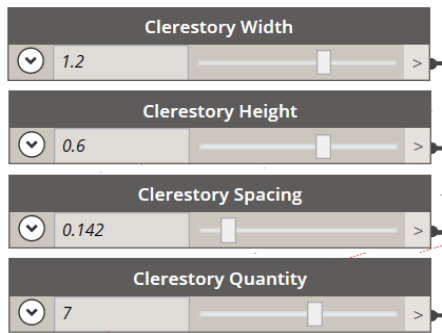 Clerestory Width
1.2 >
Clerestory Height
0.6 >
Clerestory Spacing
0.142 >
Clerestory Quantity
7 >